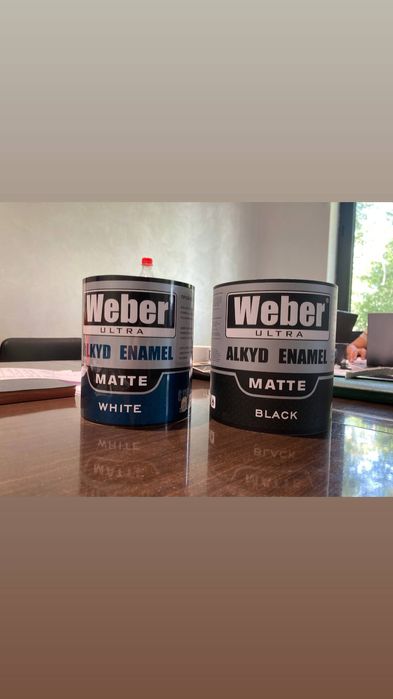 Weber
ULTRA
ALKYD ENAMEL
MATTE
WHITE
Weber
ULTRA
ALKYD ENAMEL
MATTE
BLACK